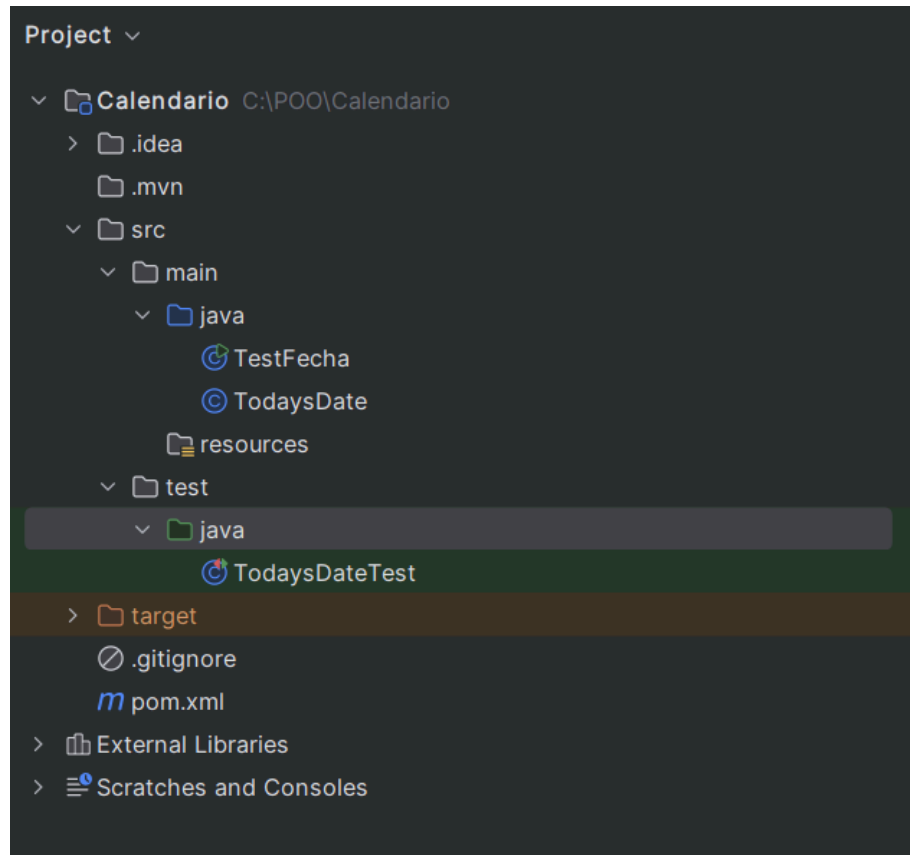 Project
Calendario C:\POO\Calendario
.idea
.mvn
src
main
java
TestFecha
TodaysDate
resources
test
java
TodaysDateTest
target
.gitignore
pom.xml
External Libraries
Scratches and Consoles